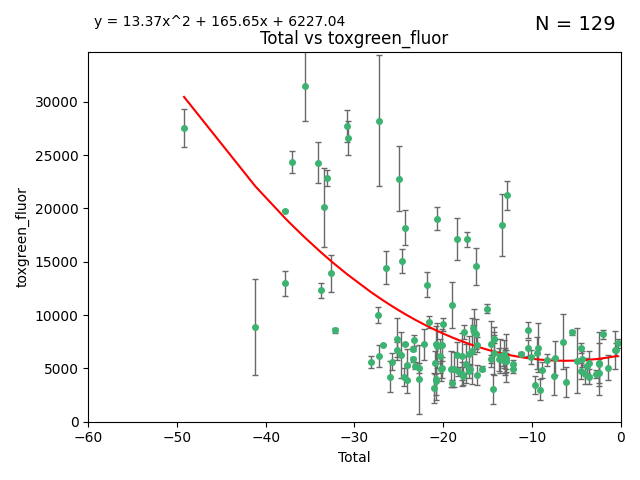 y = 13.37x^2 + 165.65x + 6227.04
N = 129
Total vs toxgreen_fluor
30000
25000
20000
15000
10000
5000
0
toxgreen_fluor
−60 −50 −40 −30 −20 −10 0
Total